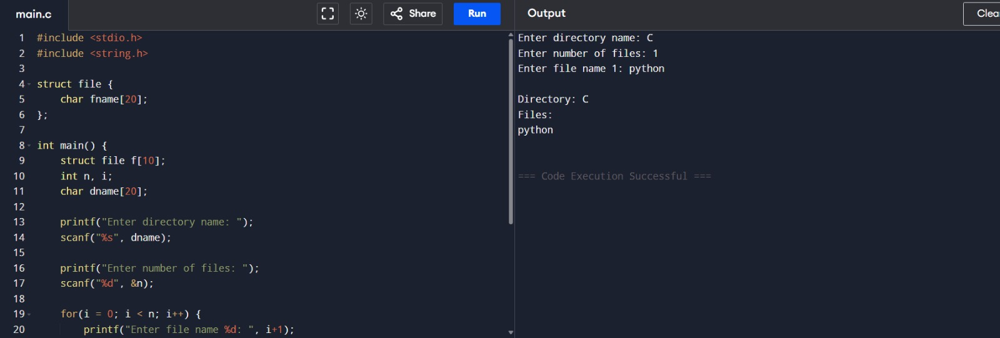 main.c
Share
Run
Output
1 #include <stdio.h>
2 #include <string.h>
3
4 struct file {
5     char fname[20];
6 };
7
8 int main() {
9     struct file f[10];
10     int n, i;
11     char dname[20];
12
13     printf("Enter directory name: ");
14     scanf("%s", dname);
15
16     printf("Enter number of files: ");
17     scanf("%d", &n);
18
19     for(i = 0; i < n; i++) {
20         printf("Enter file name %d: ", i+1);
Enter directory name: C
Enter number of files: 1
Enter file name 1: python
Directory: C
Files:
python
=== Code Execution Successful ===